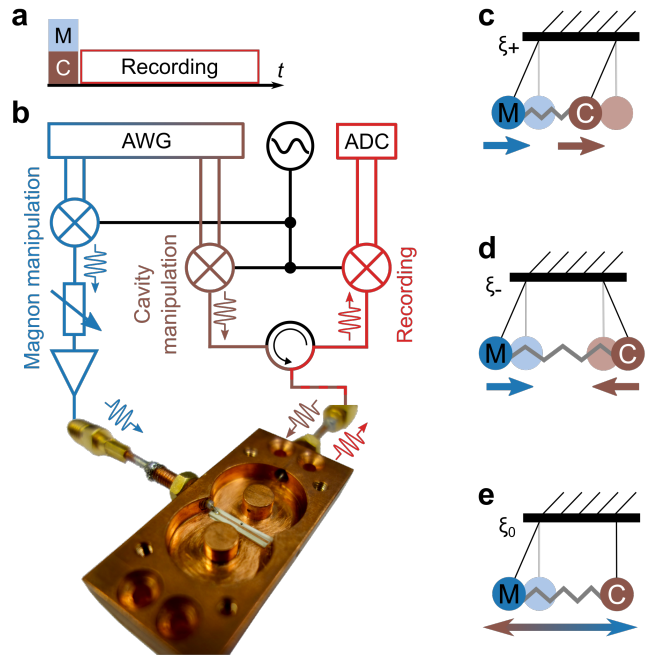 a
M
C
Recording
t
b
AWG
ADC
Magnon manipulation
Cavity
manipulation
Recording
c
ξ+
M
C
d
ξ-
M
C
e
ξ0
M
C